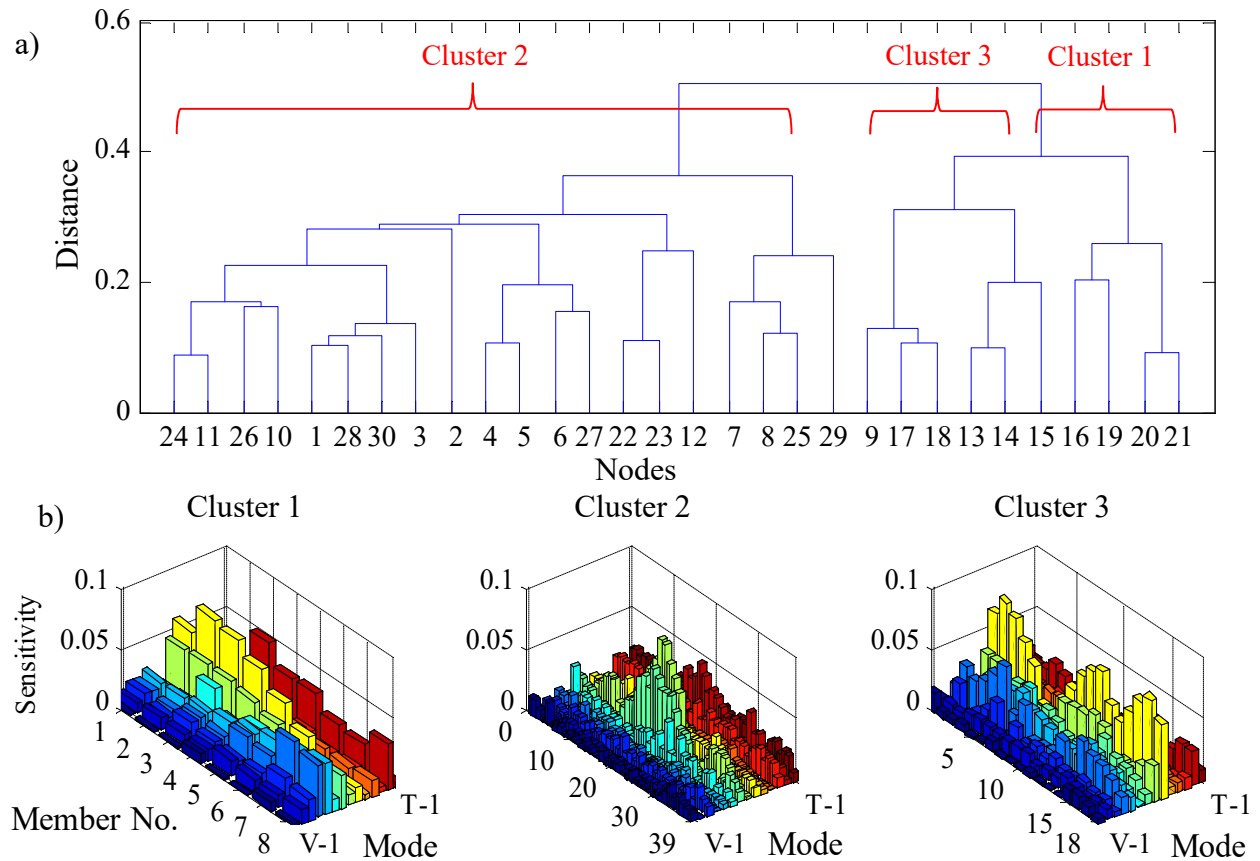 a)
0.6
Cluster 2
Cluster 3
Cluster 1
0.4
Distance
0.2
0
24 11 26 10 1 28 30 3 2 4 5 6 27 22 23 12 7 8 25 29 9 17 18 13 14 15 16 19 20 21
Nodes
b)
Cluster 1
Cluster 2
Cluster 3
Sensitivity
0.1
0.05
0
1
2
3
4
5
6
7
8
Member No.
V-1
Mode
T-1
0.1
0.05
0
0
10
20
30
39
V-1
Mode
T-1
0.1
0.05
0
5
10
15
18
V-1
Mode
T-1